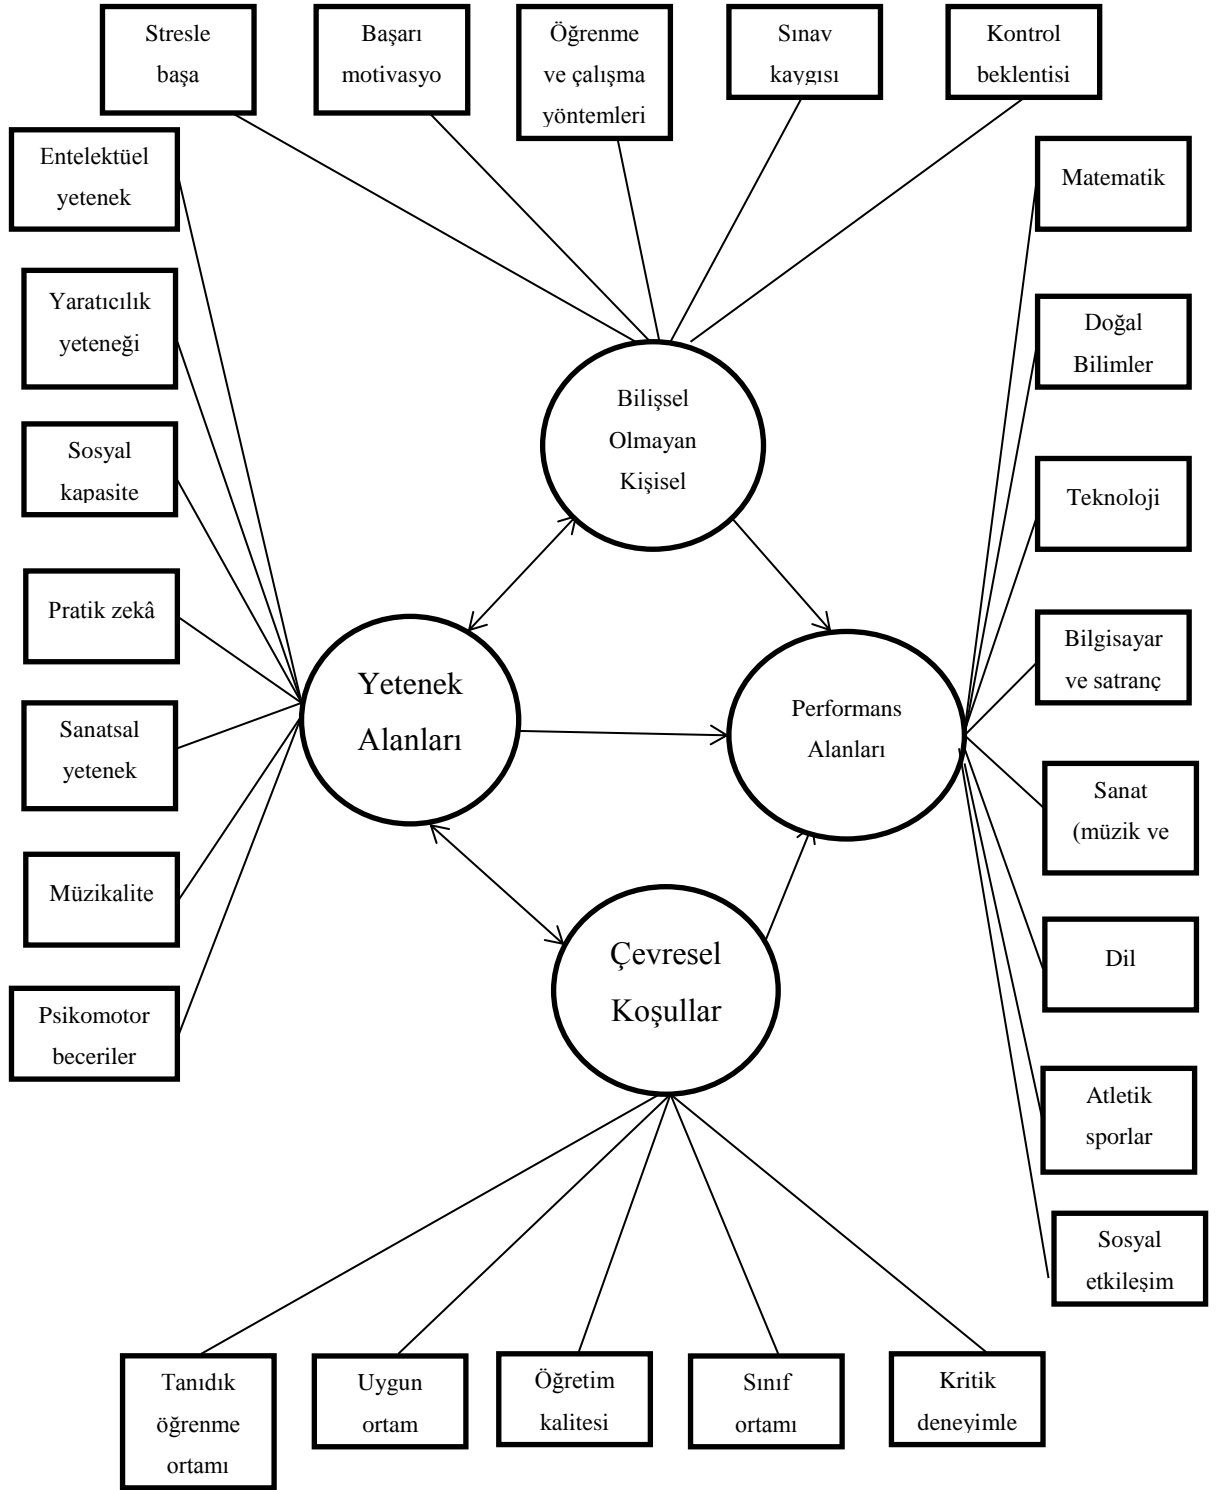 Stresle
başa
Başarı
motivasyo
Öğrenme
ve çalışma
yöntemleri
Sınav
kaygısı
Kontrol
beklentisi
Entelektüel
yetenek
Yaratıcılık
yeteneği
Sosyal
kapasite
Pratik zekâ
Sanatsal
yetenek
Müzikalite
Psikomotor
beceriler
Bilişsel
Olmayan
Kişisel
Yetenek
Alanları
Performans
Alanları
Çevresel
Koşullar
Matematik
Doğal
Bilimler
Teknoloji
Bilgisayar
ve satranç
Sanat
(müzik ve
Dil
Atletik
sporlar
Sosyal
etkileşim
Tanıdık
öğrenme
ortamı
Uygun
ortam
Öğretim
kalitesi
Sınıf
ortamı
Kritik
deneyimle